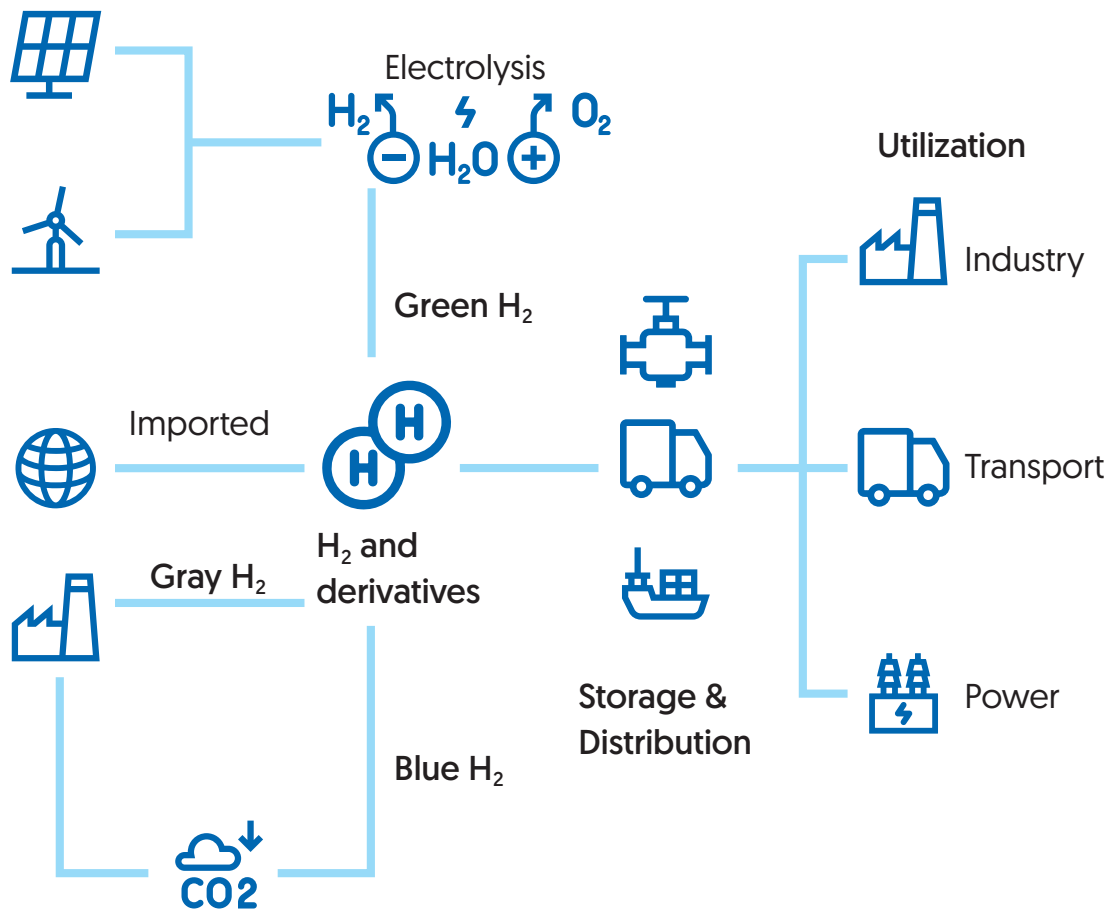 Electrolysis
H₂
O₂
H₂O
Utilization
Industry
Green H₂
Imported
H
H
Transport
H₂ and
derivatives
Gray H₂
Storage &
Distribution
Power
Blue H₂
CO2